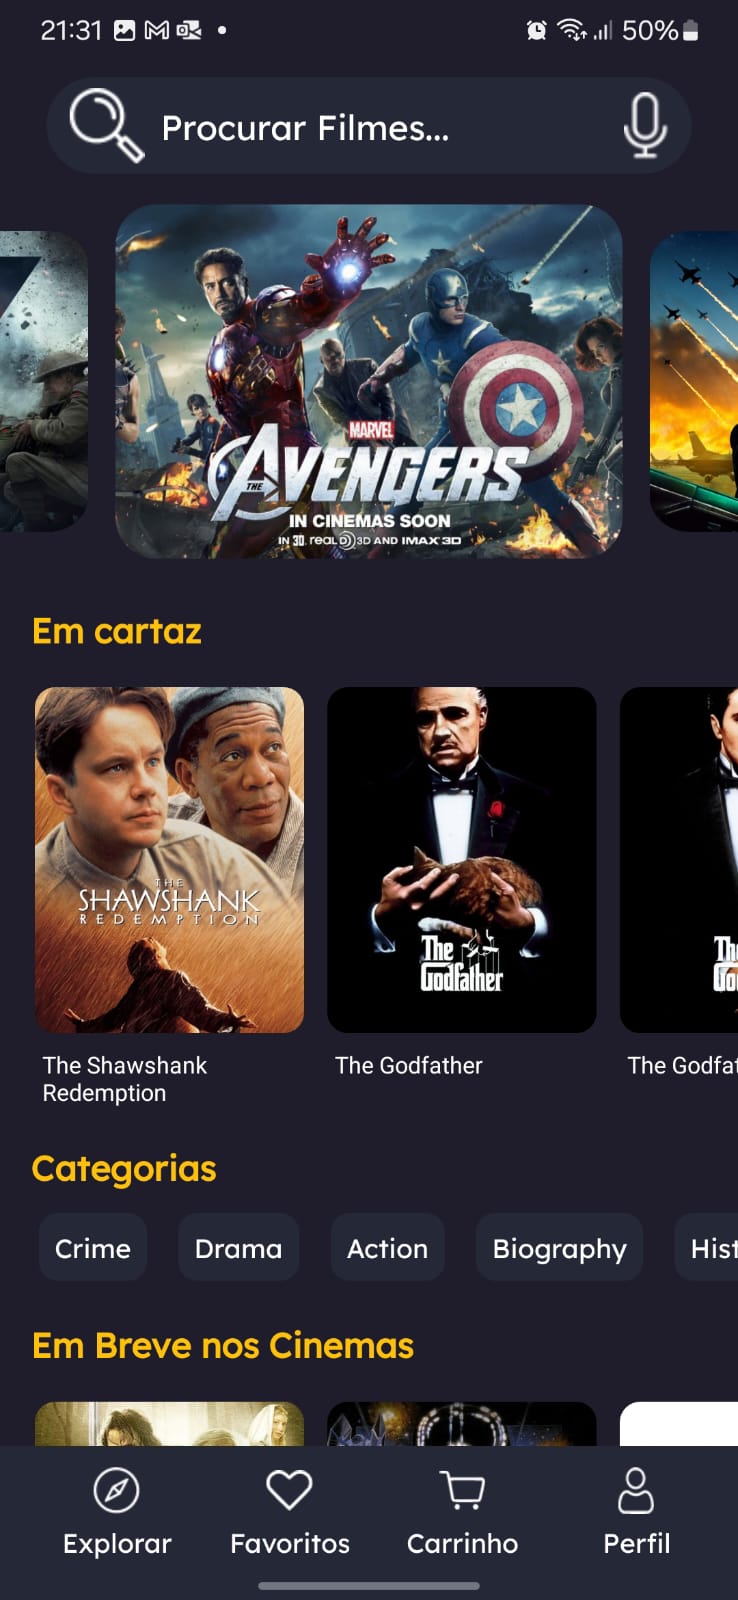 21:31
50%
Procurar Filmes...
7
MARVEL
THE AVENGERS
IN CINEMAS SOON
IN 3D, REAL D 3D AND IMAX 3D
Em cartaz
THE
SHAWSHANK
REDEMPTION
The
Godfather
The Shawshank
Redemption
The Godfather
The Godfat
Categorias
Crime
Drama
Action
Biography
Hist
Em Breve nos Cinemas
Explorar
Favoritos
Carrinho
Perfil